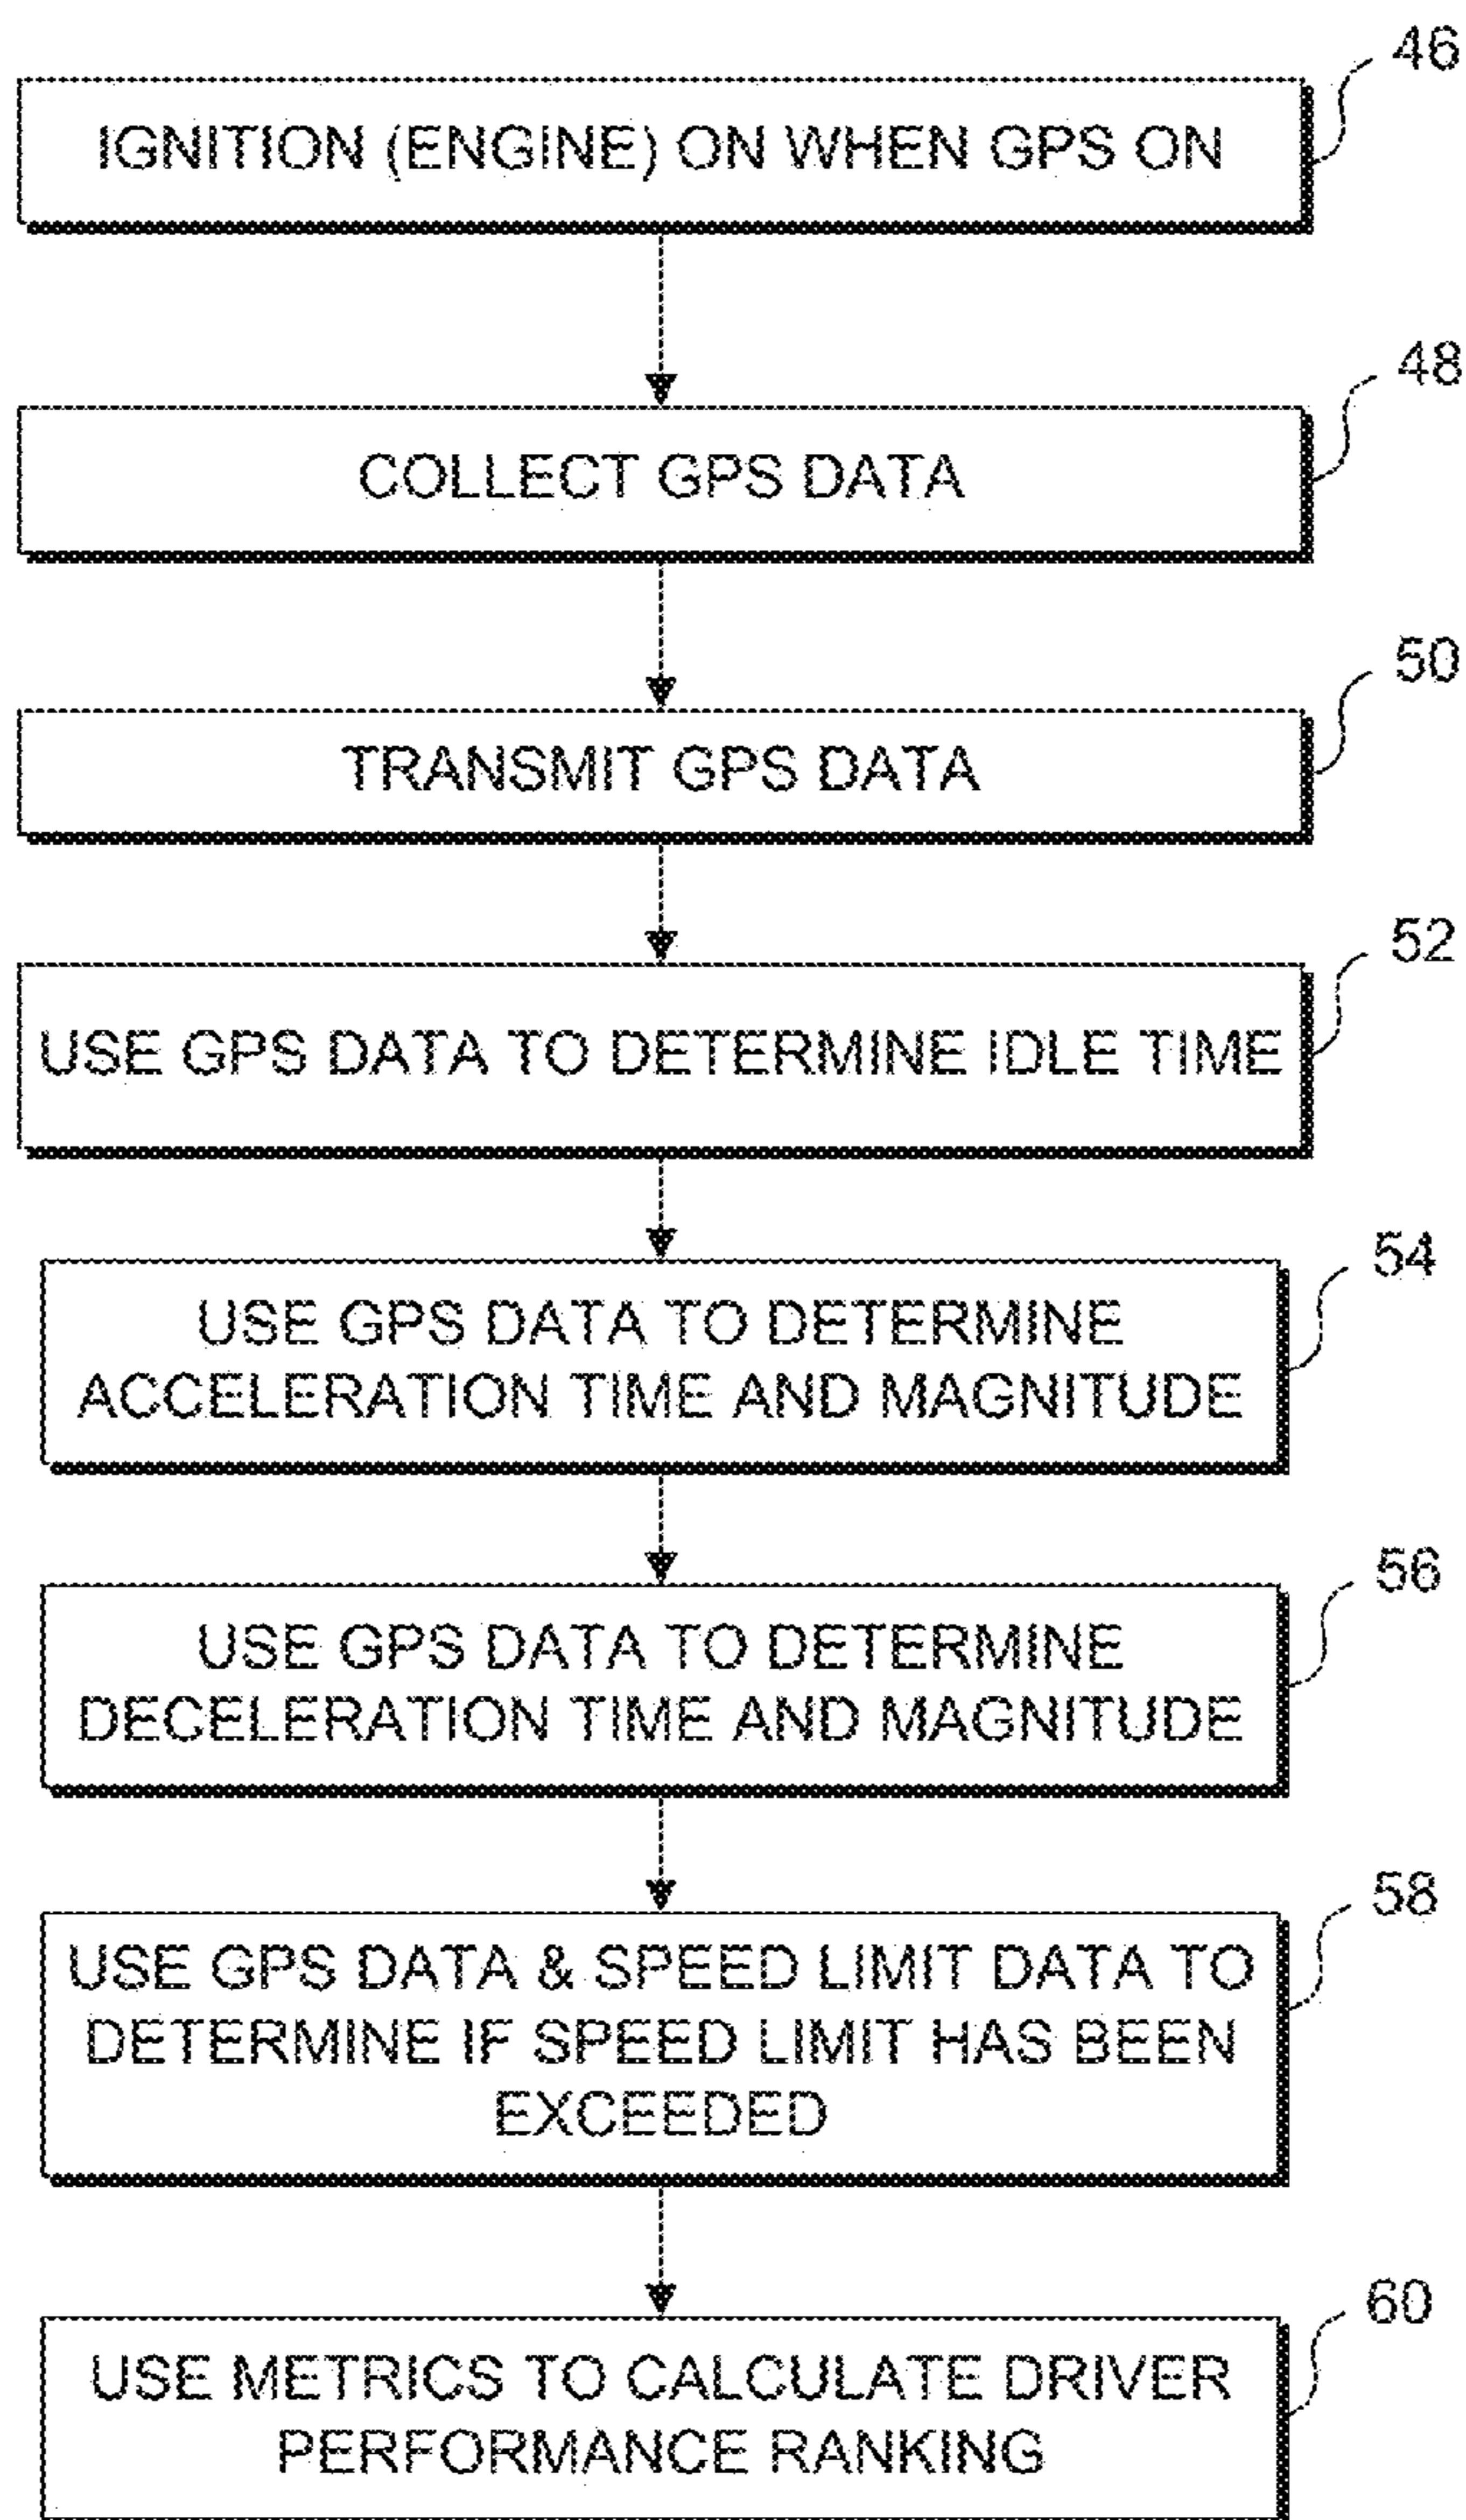 46
IGNITION (ENGINE) ON WHEN GPS ON
48
COLLECT GPS DATA
50
TRANSMIT GPS DATA
52
USE GPS DATA TO DETERMINE IDLE TIME
54
USE GPS DATA TO DETERMINE
ACCELERATION TIME AND MAGNITUDE
56
USE GPS DATA TO DETERMINE
DECELERATION TIME AND MAGNITUDE
58
USE GPS DATA & SPEED LIMIT DATA TO
DETERMINE IF SPEED LIMIT HAS BEEN
EXCEEDED
60
USE METRICS TO CALCULATE DRIVER
PERFORMANCE RANKING